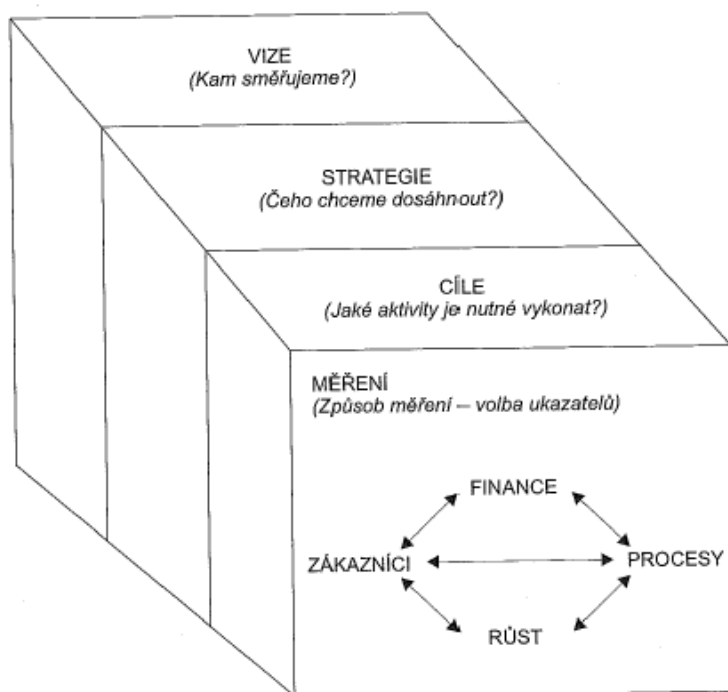 VIZE
(Kam směřujeme?)
STRATEGIE
(Čeho chceme dosáhnout?)
CÍLE
(Jaké aktivity je nutné vykonat?)
MĚŘENÍ
(Způsob měření – volba ukazatelů)
FINANCE
ZÁKAZNÍCI
PROCESY
RŮST